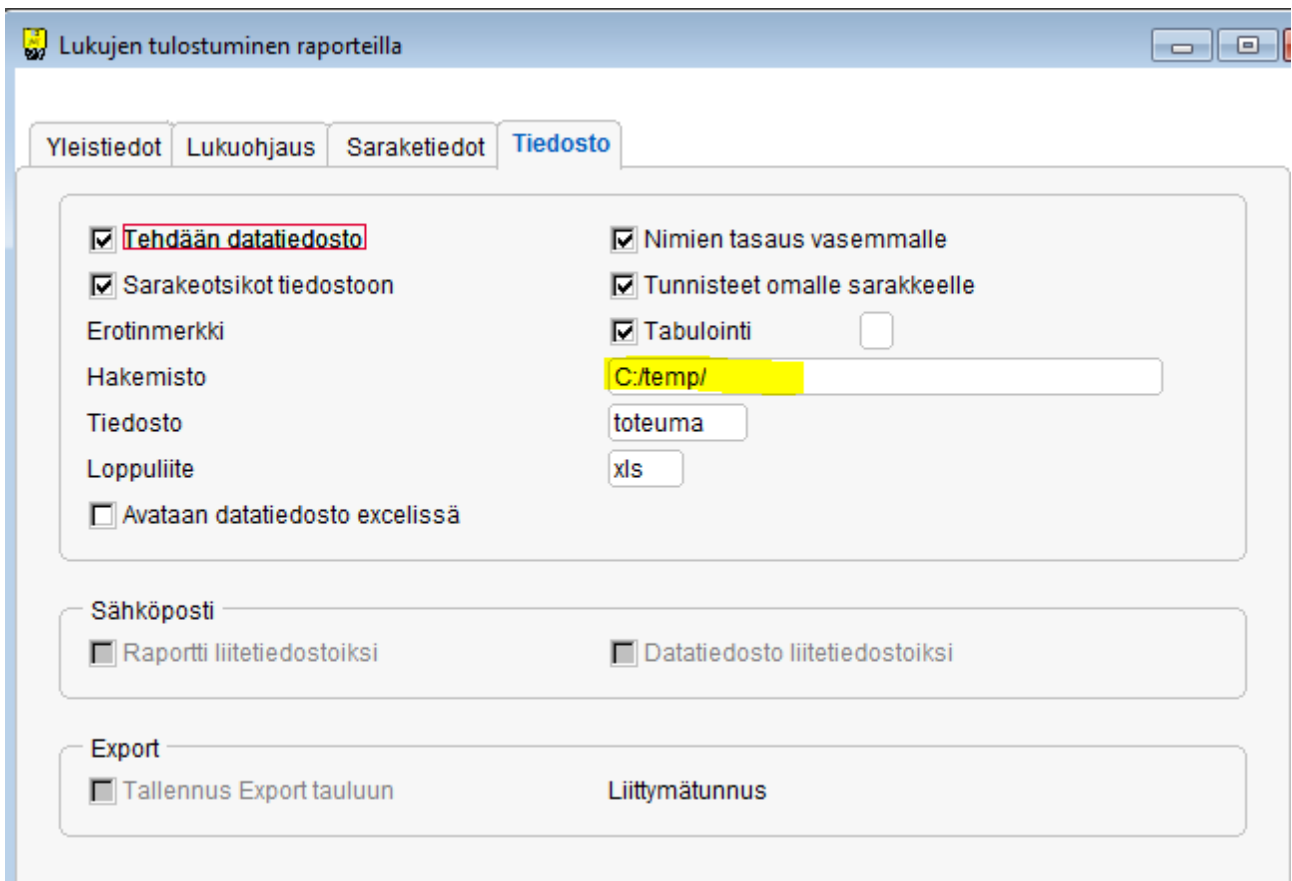 Lukujen tulostuminen raporteilla
Yleistiedot Lukuohjaus Saraketiedot Tiedosto
Tehdään datatiedosto Nimien tasaus vasemmalle
Sarakeotsikot tiedostoon Tunnisteet omalle sarakkeelle
Erotinmerkki Tabulointi
Hakemisto C:/temp/
Tiedosto toteuma
Loppuliite xls
Avataan datatiedosto excelissä
Sähköposti
Raportti liitetiedostoiksi Datatiedosto liitetiedostoiksi
Export
Tallennus Export tauluun Liittymätunnus